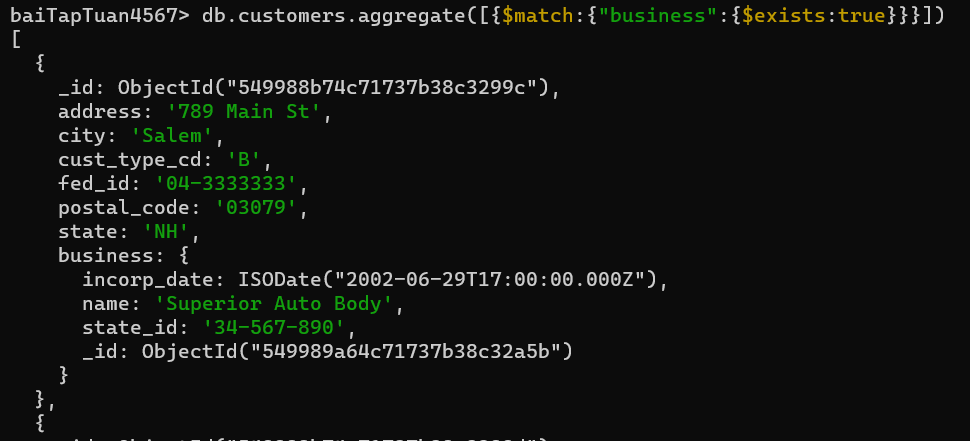 baiTapTuan4567> db.customers.aggregate([{$match:{"business":{$exists:true}}}])
[
  {
    _id: ObjectId("549988b74c71737b38c3299c"),
    address: '789 Main St',
    city: 'Salem',
    cust_type_cd: 'B',
    fed_id: '04-3333333',
    postal_code: '03079',
    state: 'NH',
    business: {
      incorp_date: ISODate("2002-06-29T17:00:00.000Z"),
      name: 'Superior Auto Body',
      state_id: '34-567-890',
      _id: ObjectId("549989a64c71737b38c32a5b")
    }
  },
  {